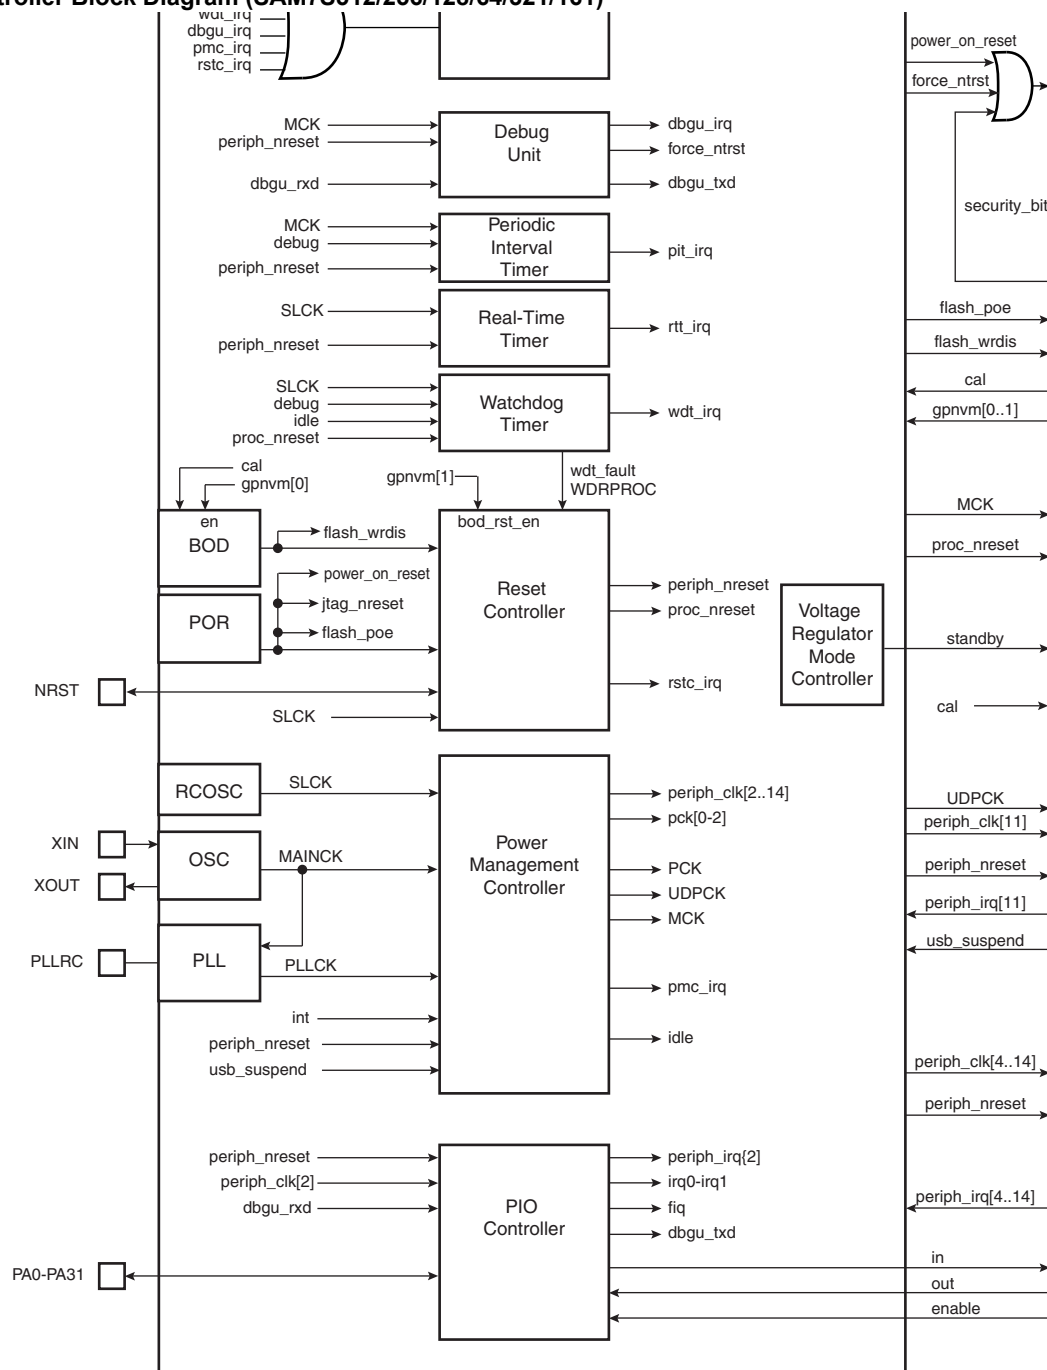 troller Block Diagram (SAM7S512/256/128/64/321/161)
wdt_irq
dbgu_irq
pmc_irq
rstc_irq
power_on_reset
force_ntrst
security_bit
MCK
periph_nreset
dbgu_rxd
Debug
Unit
dbgu_irq
force_ntrst
dbgu_txd
MCK
debug
periph_nreset
Periodic
Interval
Timer
pit_irq
SLCK
periph_nreset
Real-Time
Timer
rtt_irq
flash_poe
flash_wrdis
cal
gpnvm[0..1]
SLCK
debug
idle
proc_nreset
Watchdog
Timer
wdt_irq
cal
gpnvm[0]
gpnvm[1]
wdt_fault
WDRPROC
en
BOD
flash_wrdis
power_on_reset
POR
jtag_nreset
flash_poe
NRST
SLCK
bod_rst_en
Reset
Controller
periph_nreset
proc_nreset
rstc_irq
Voltage
Regulator
Mode
Controller
MCK
proc_nreset
standby
cal
RCOSC
SLCK
XIN
XOUT
OSC
MAINCK
PLLRC
PLL
PLLCK
int
periph_nreset
usb_suspend
Power
Management
Controller
periph_clk[2..14]
pck[0-2]
PCK
UDPCK
MCK
pmc_irq
idle
UDPCK
periph_clk[11]
periph_nreset
periph_irq[11]
usb_suspend
periph_clk[4..14]
periph_nreset
periph_irq[4..14]
periph_nreset
periph_clk[2]
dbgu_rxd
PA0-PA31
PIO
Controller
periph_irq{2]
irq0-irq1
fiq
dbgu_txd
in
out
enable